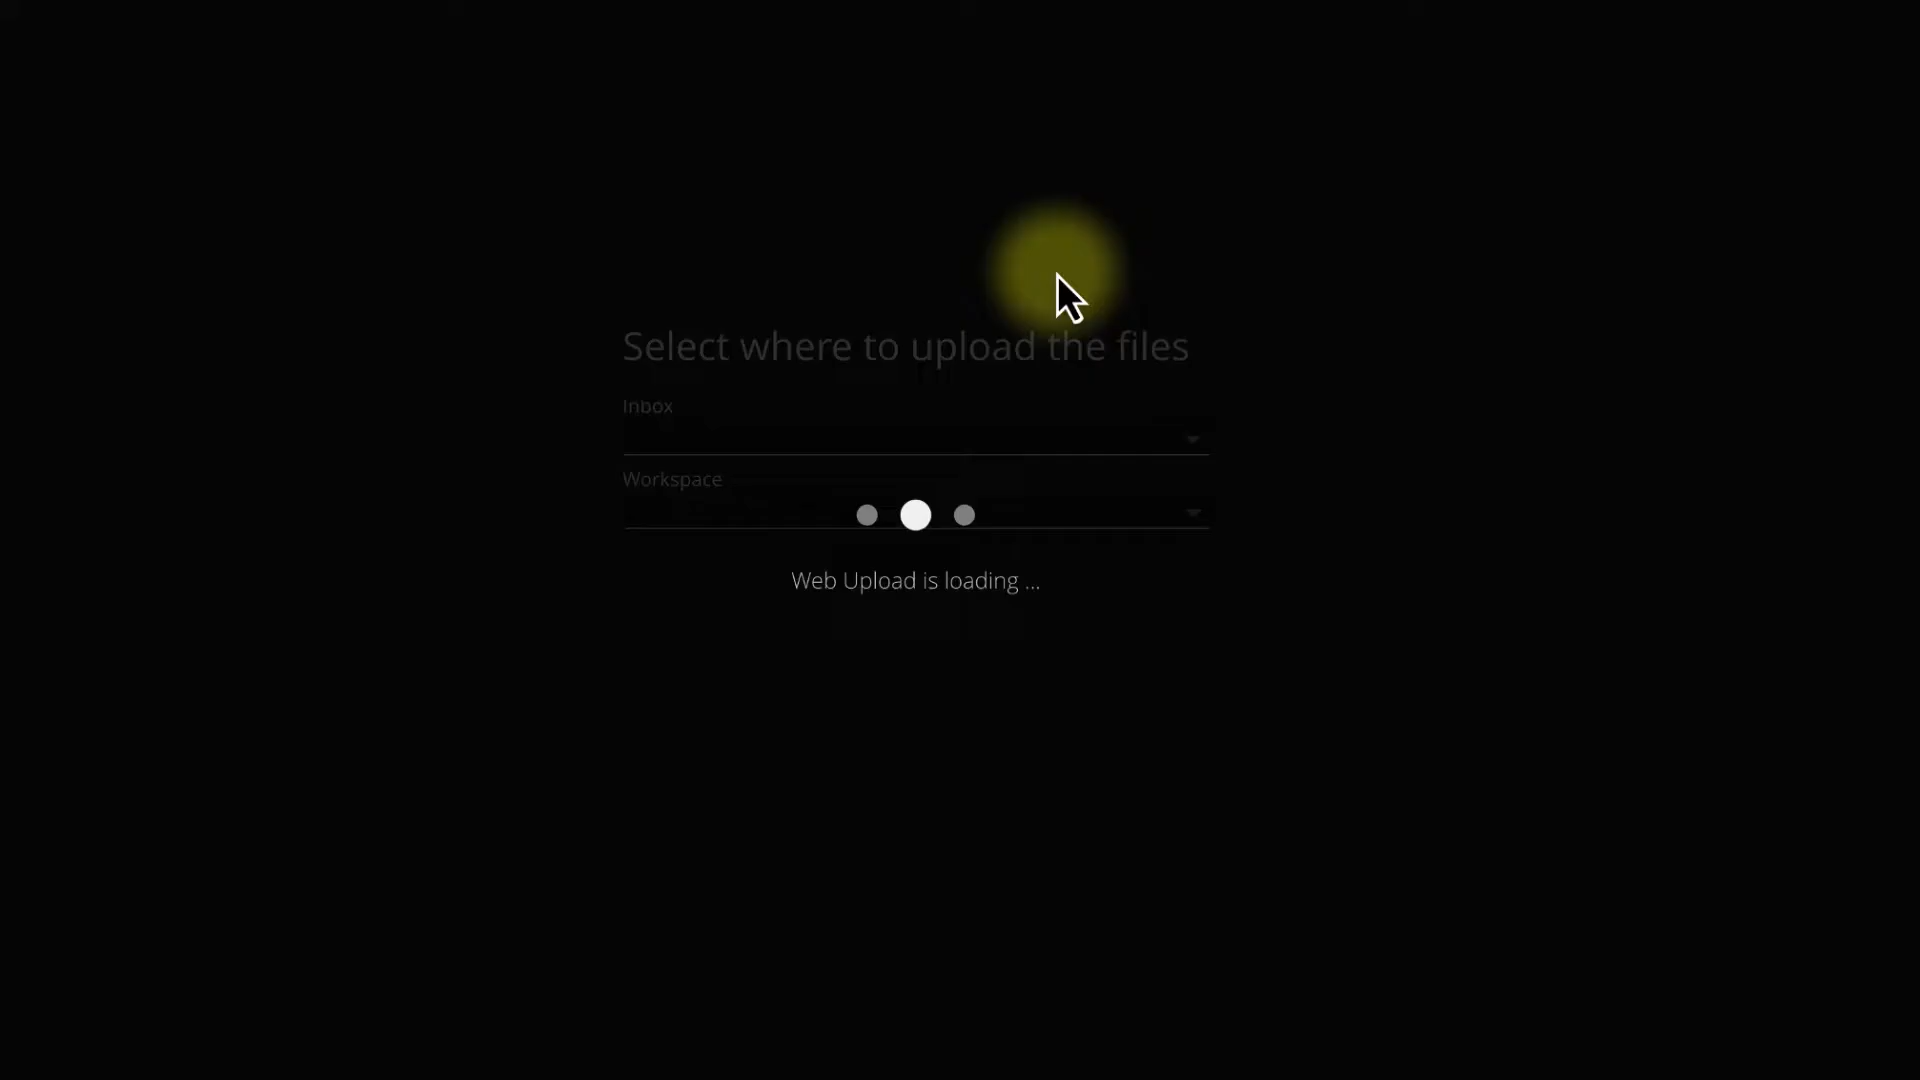 Select where to upload the files
Inbox
Workspace
Web Upload is loading ...